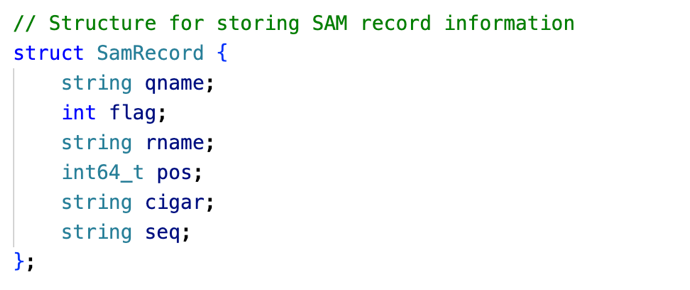 // Structure for storing SAM record information
struct SamRecord {
    string qname;
    int flag;
    string rname;
    int64_t pos;
    string cigar;
    string seq;
};